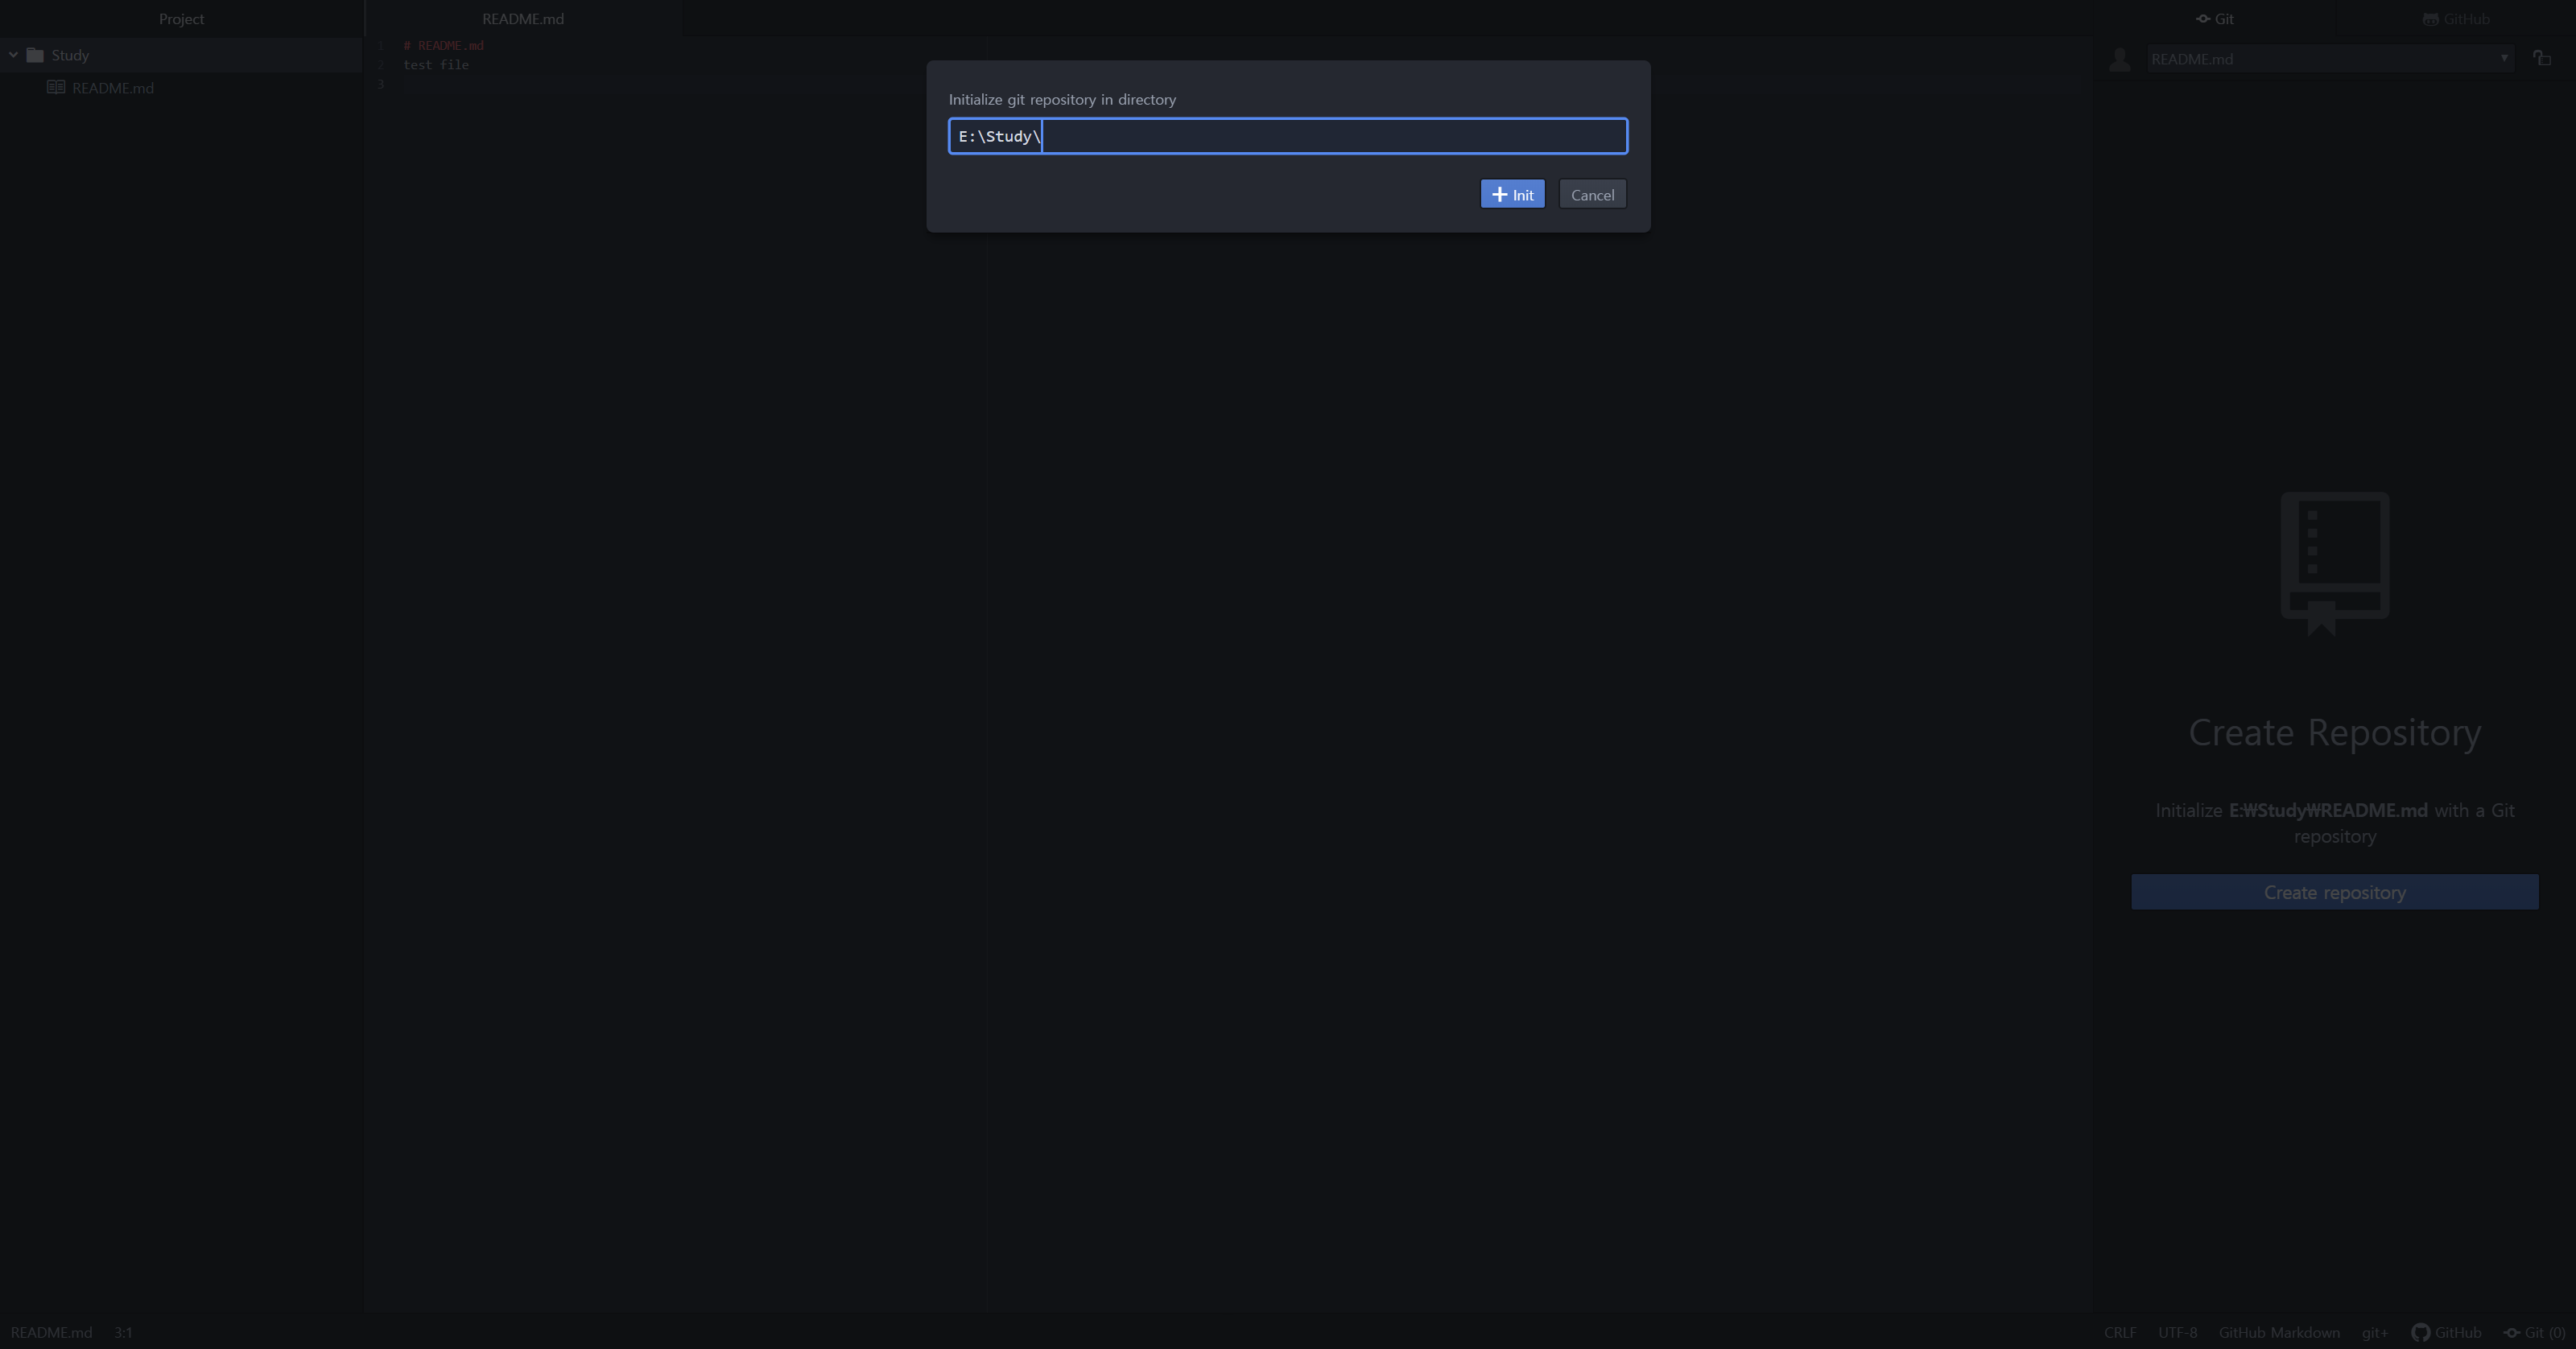 Project
Study
README.md
README.md
1 # README.md
2 test file
3
Initialize git repository in directory
E:\Study\
Init
Cancel
Git
GitHub
README.md
Create Repository
Initialize E:₩Study₩README.md with a Git
repository
Create repository
README.md 3:1
CRLF UTF-8 GitHub Markdown git+ GitHub Git (0)